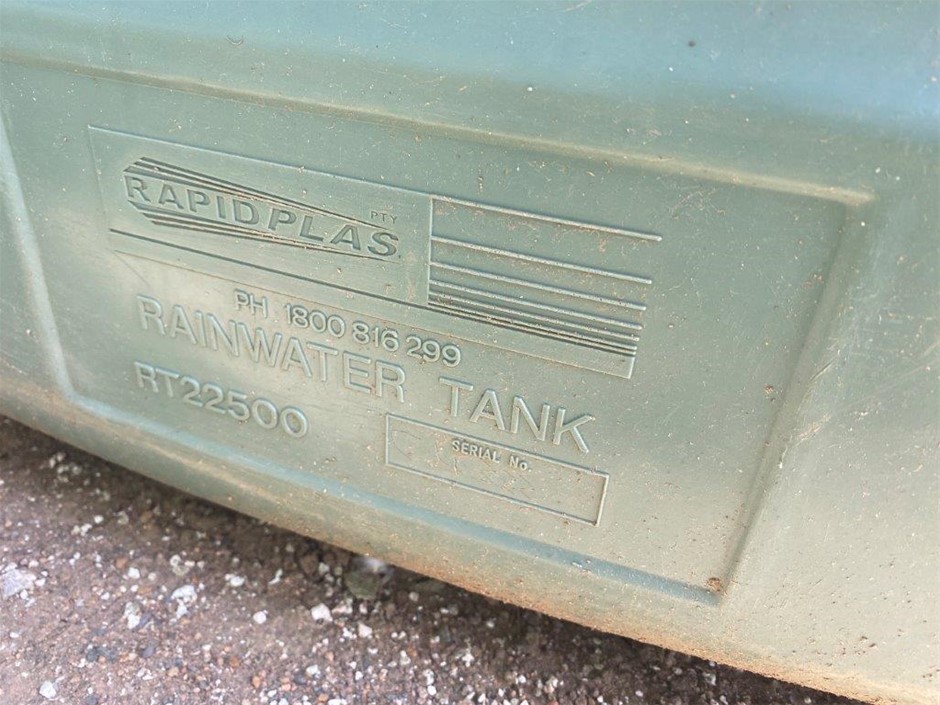 RAPIDPLAS PTY
PH 1800 816 299
RAINWATER TANK
RT22500
SERIAL No.